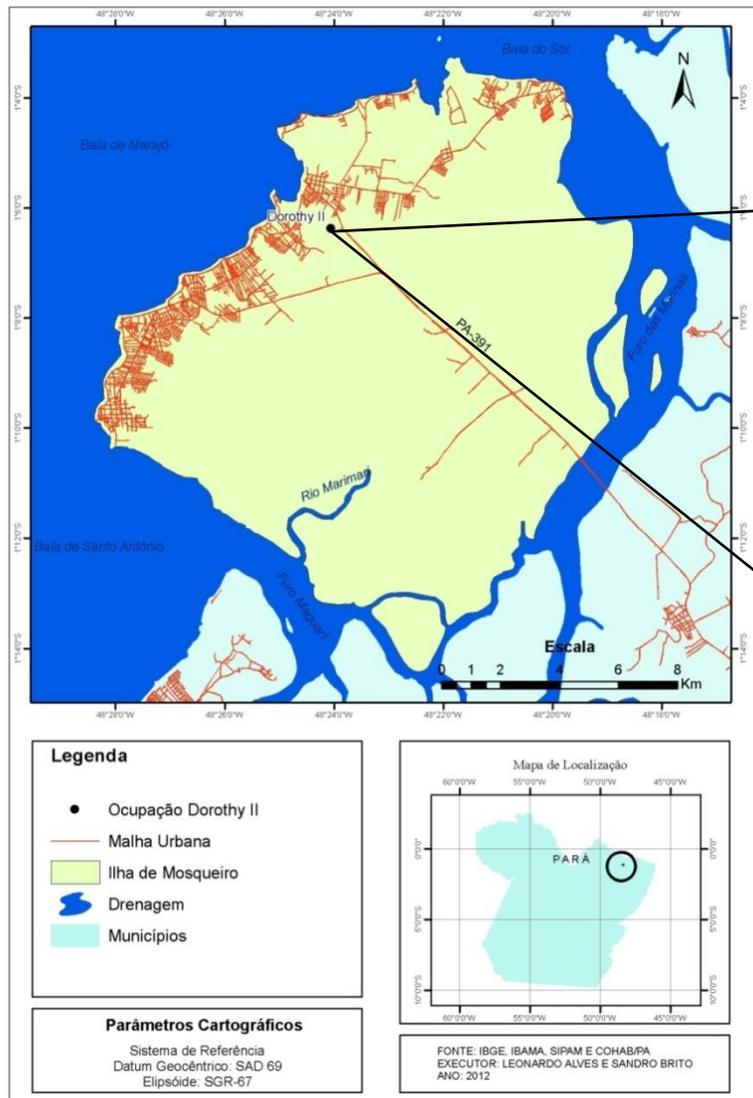 48°28'0"W 48°24'0"W 48°22'0"W 48°20'0"W 48°18'0"W
Baía do Sol
N
1°4'0"S 1°4'0"S
Baía de Marajó
1°6'0"S 1°6'0"S
Dorothy II
1°8'0"S 1°8'0"S
PA-391
Furo das Marinas
1°10'0"S 1°10'0"S
Rio Marimari
1°12'0"S 1°12'0"S
Baía de Santo Antônio
Furo Maguari
1°14'0"S 1°14'0"S
Escala
0 1 2 4 6 8
Km
48°28'0"W 48°24'0"W 48°22'0"W 48°20'0"W 48°18'0"W
Legenda
Ocupação Dorothy II
Malha Urbana
Ilha de Mosqueiro
Drenagem
Municípios
Parâmetros Cartográficos
Sistema de Referência
Datum Geocêntrico: SAD 69
Elipsóide: SGR-67
Mapa de Localização
60°0'0"W 55°0'0"W 50°0'0"W 45°0'0"W
0°0'0" 0°0'0"
PARÁ
5°0'0"S 5°0'0"S
10°0'0"S 10°0'0"S
60°0'0"W 55°0'0"W 50°0'0"W 45°0'0"W
FONTE: IBGE, IBAMA, SIPAM E COHAB/PA
EXECUTOR: LEONARDO ALVES E SANDRO BRITO
ANO: 2012